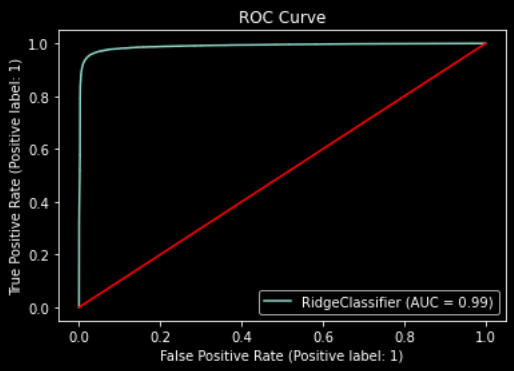 ROC Curve
True Positive Rate (Positive label: 1)
1.0
0.8
0.6
0.4
0.2
0.0
RidgeClassifier (AUC = 0.99)
0.0 0.2 0.4 0.6 0.8 1.0
False Positive Rate (Positive label: 1)